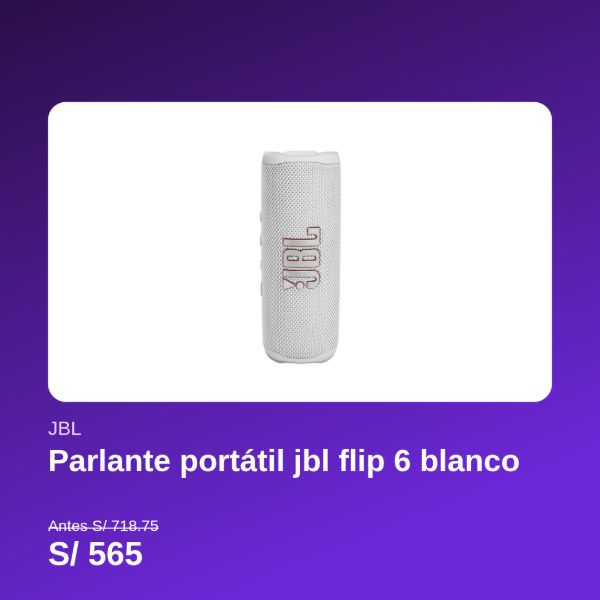 JBL
JBL
Parlante portátil jbl flip 6 blanco
Antes S/ 718.75
S/ 565